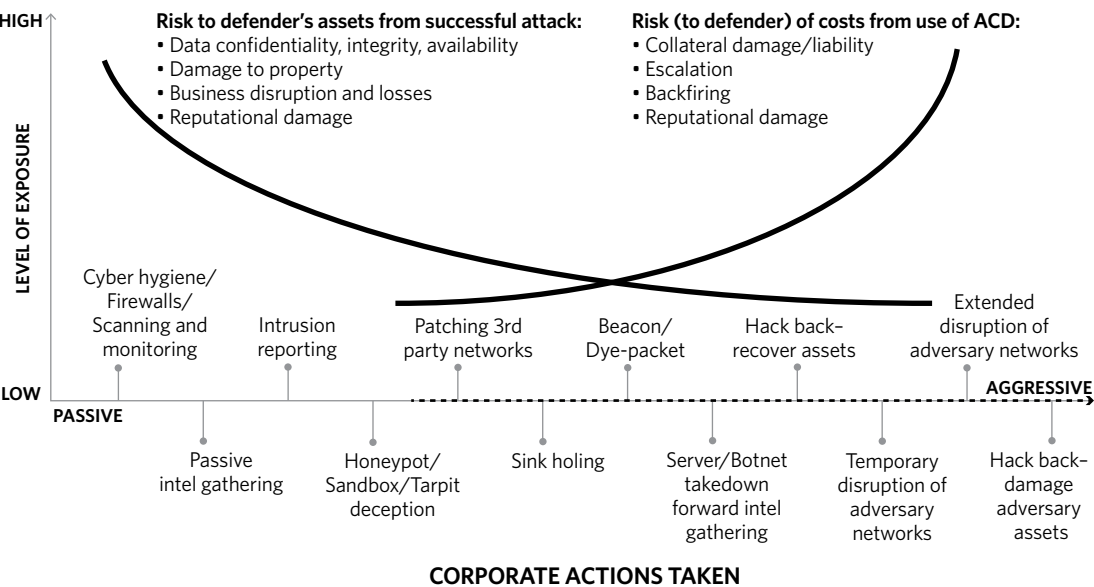 HIGH
Risk to defender’s assets from successful attack:
▪ Data confidentiality, integrity, availability
▪ Damage to property
▪ Business disruption and losses
▪ Reputational damage
Risk (to defender) of costs from use of ACD:
▪ Collateral damage/liability
▪ Escalation
▪ Backfiring
▪ Reputational damage
LEVEL OF EXPOSURE
Cyber hygiene/
Firewalls/
Scanning and
monitoring
Intrusion
reporting
Patching 3rd
party networks
Beacon/
Dye-packet
Hack back–
recover assets
Extended
disruption of
adversary networks
LOW
PASSIVE
AGGRESSIVE
Passive
intel gathering
Honeypot/
Sandbox/Tarpit
deception
Sink holing
Server/Botnet
takedown
forward intel
gathering
Temporary
disruption of
adversary
networks
Hack back–
damage
adversary
assets
CORPORATE ACTIONS TAKEN